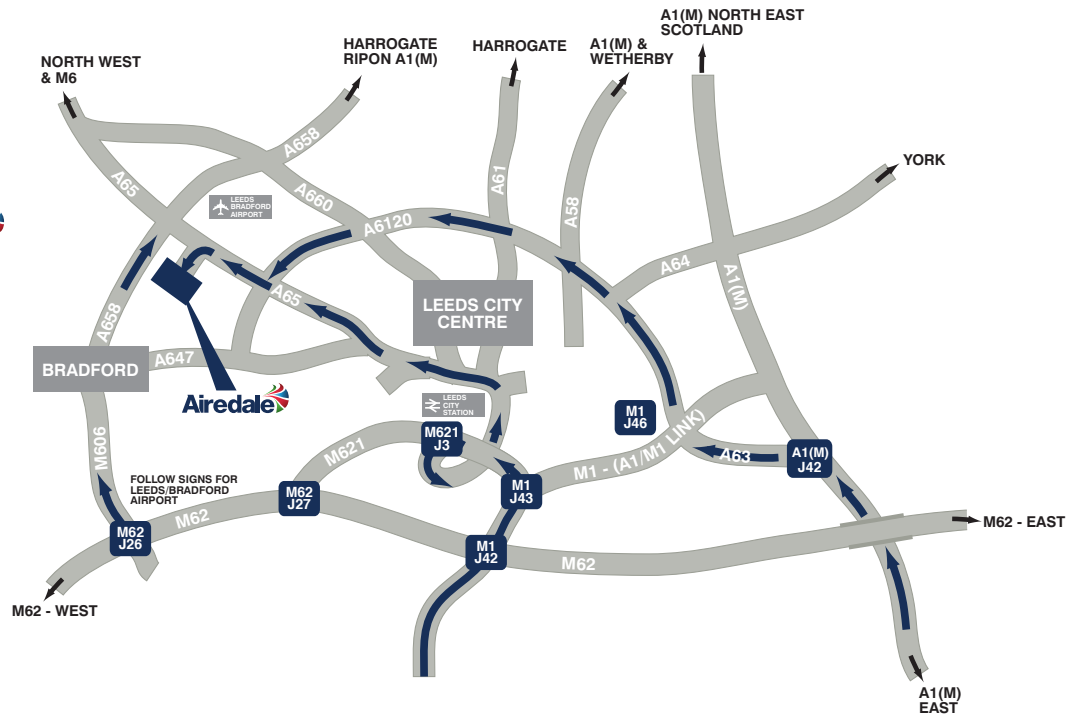 A1(M) NORTH EAST
SCOTLAND
HARROGATE
RIPON A1(M)
HARROGATE
A1(M) &
WETHERBY
NORTH WEST
& M6
A658
YORK
A65
A61
A660
LEEDS
BRADFORD
AIRPORT
A58
A6120
A64
A1(M)
A65
A658
LEEDS CITY
CENTRE
A647
BRADFORD
Airedale
LEEDS
CITY
STATION
M1
J46
M621
J3
M621
M606
M1 - (A1/M1 LINK)
A63
A1(M)
J42
FOLLOW SIGNS FOR
LEEDS/BRADFORD
AIRPORT
M62
J27
M1
J43
M62
M62
J26
M62 - EAST
M1
J42
M62
M62 - WEST
A1(M)
EAST